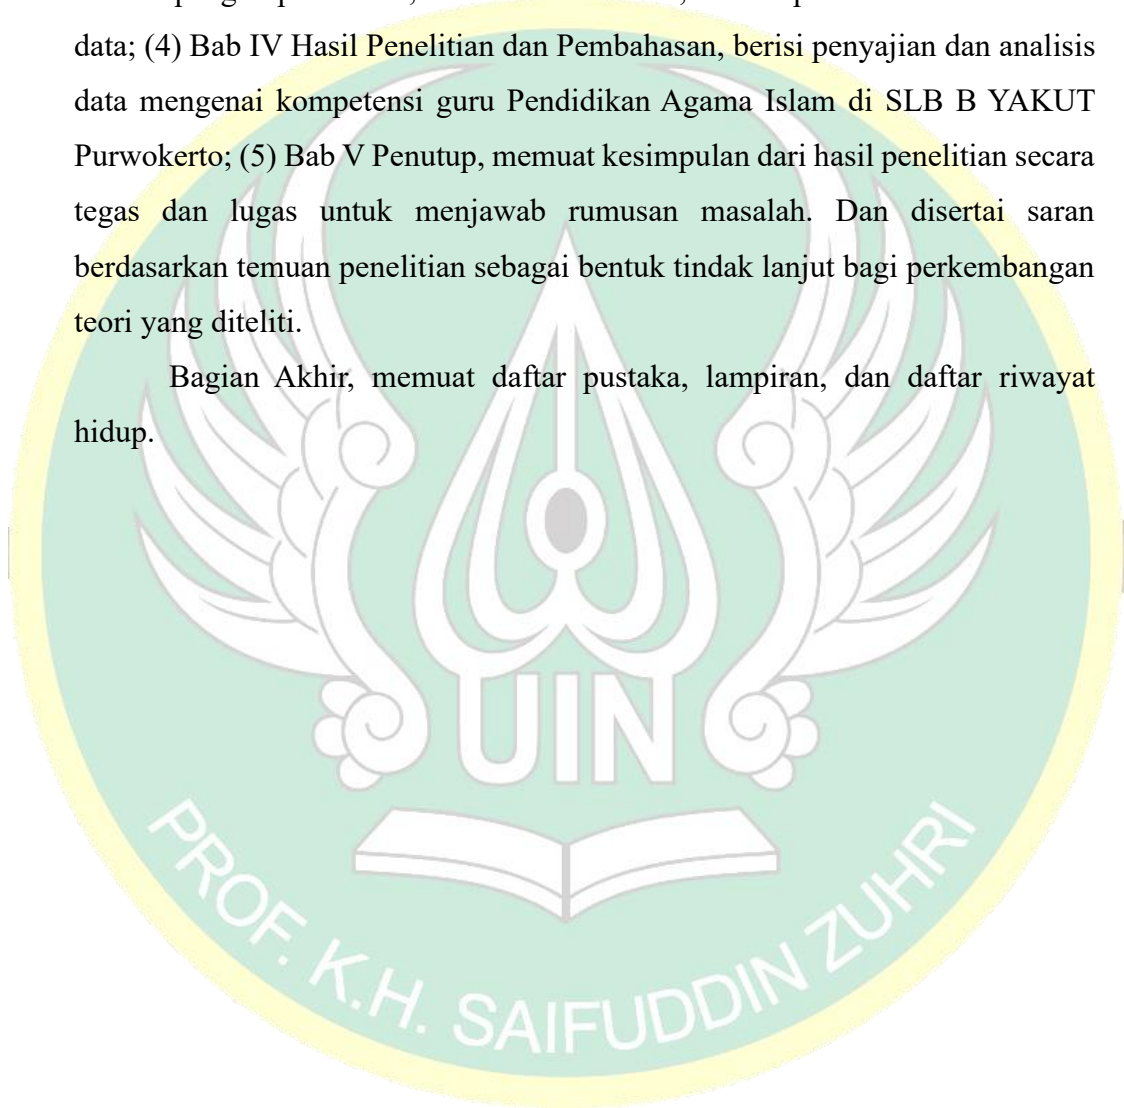 data; (4) Bab IV Hasil Penelitian dan Pembahasan, berisi penyajian dan analisis
data mengenai kompetensi guru Pendidikan Agama Islam di SLB B YAKUT
Purwokerto; (5) Bab V Penutup, memuat kesimpulan dari hasil penelitian secara
tegas dan lugas untuk menjawab rumusan masalah. Dan disertai saran
berdasarkan temuan penelitian sebagai bentuk tindak lanjut bagi perkembangan
teori yang diteliti.
Bagian Akhir, memuat daftar pustaka, lampiran, dan daftar riwayat
hidup.
UIN
PROF. K.H. SAIFUDDIN ZUHRI